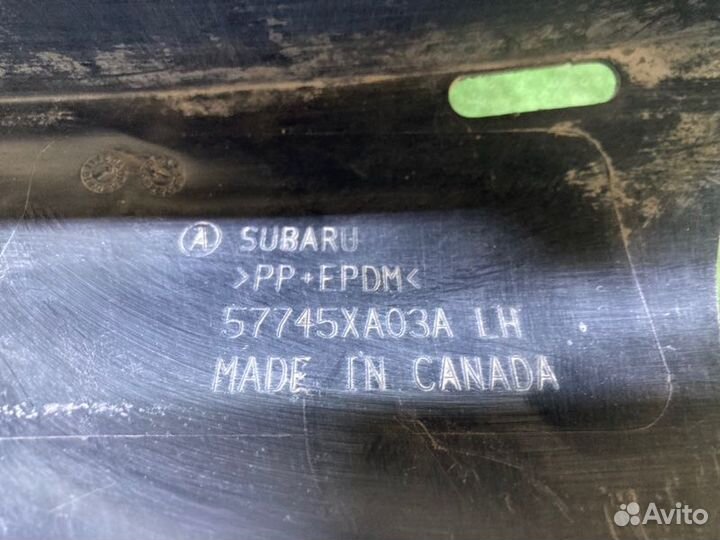 A SUBARU
>PP+EPDM<
57745XA03A LH
MADE IN CANADA
Avito